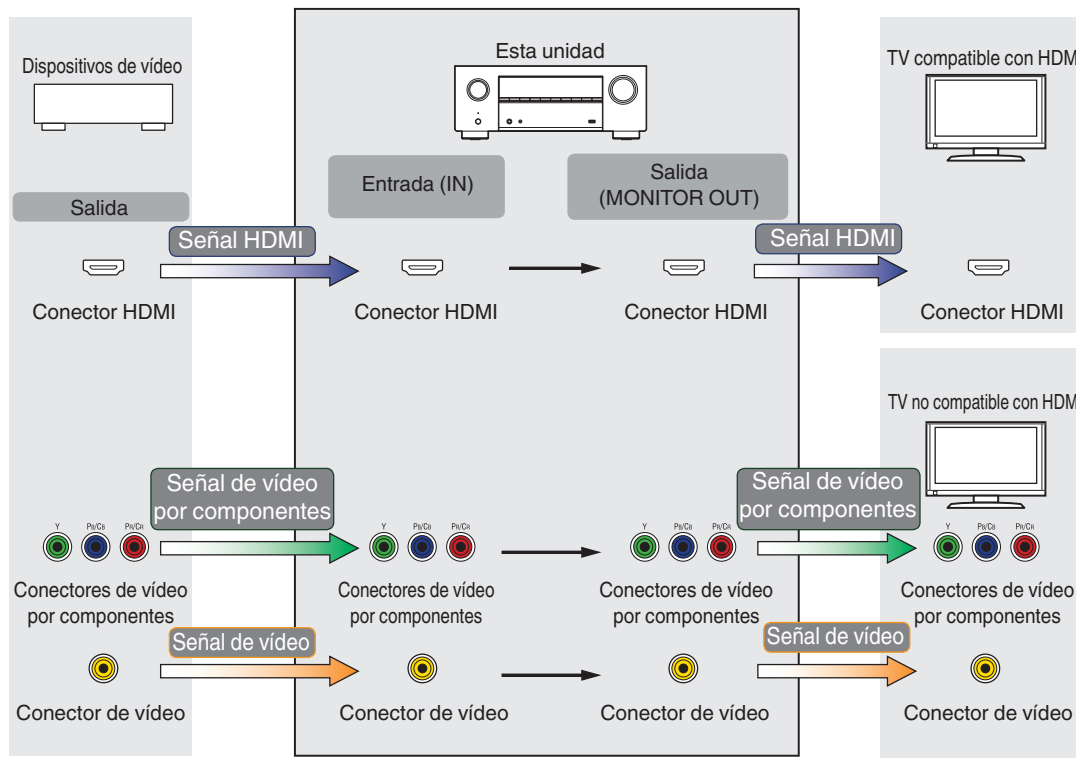 Dispositivos de vídeo
Esta unidad
TV compatible con HDM
Salida
Entrada (IN)
Salida
(MONITOR OUT)
Señal HDMI
Señal HDMI
Conector HDMI
Conector HDMI
Conector HDMI
Conector HDMI
TV no compatible con HDM
Señal de vídeo
por componentes
Señal de vídeo
por componentes
Y PB/CB PR/CR
Y PB/CB PR/CR
Y PB/CB PR/CR
Y PB/CB PR/CR
Conectores de vídeo
por componentes
Conectores de vídeo
por componentes
Conectores de vídeo
por componentes
Conectores de vídeo
por componentes
Señal de vídeo
Señal de vídeo
Conector de vídeo
Conector de vídeo
Conector de vídeo
Conector de vídeo